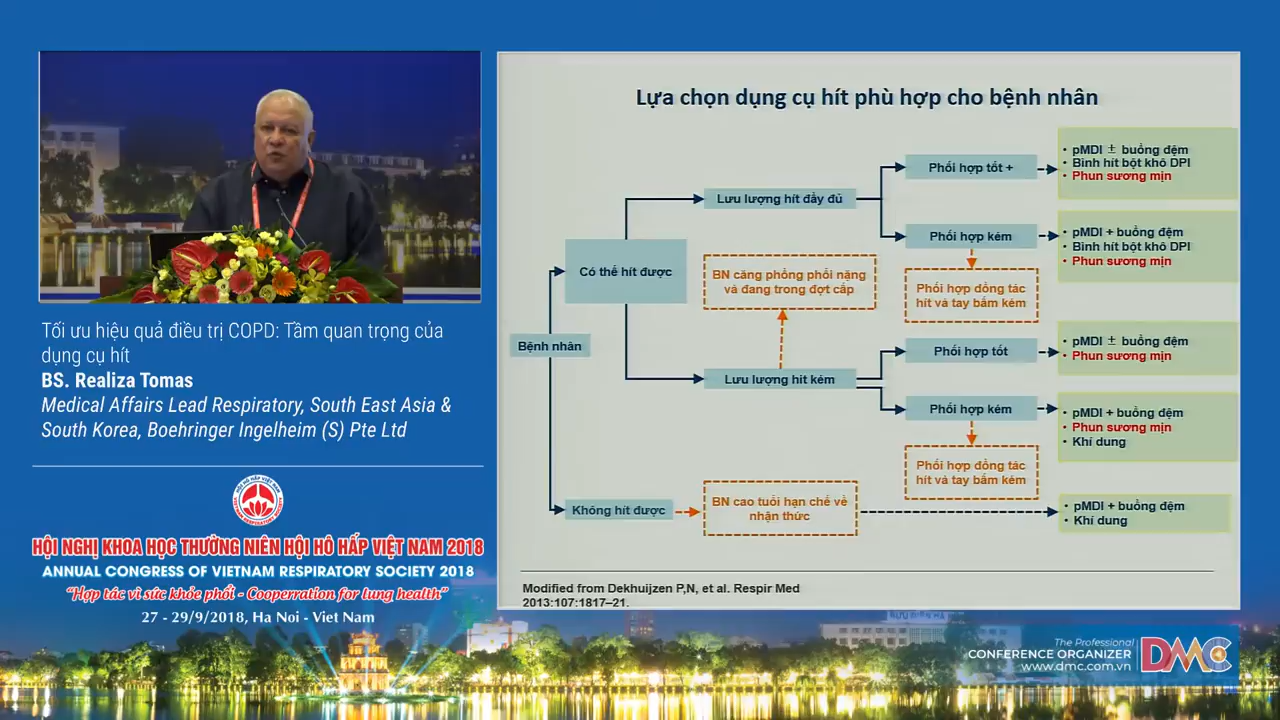 Tối ưu hiệu quả điều trị COPD: Tầm quan trọng của
dụng cụ hít
BS. Realiza Tomas
Medical Affairs Lead Respiratory, South East Asia &
South Korea, Boehringer Ingelheim (S) Pte Ltd
HỘI HÔ HẤP VIỆT NAM
HỘI NGHỊ KHOA HỌC THƯỜNG NIÊN HỘI HÔ HẤP VIỆT NAM 2018
ANNUAL CONGRESS OF VIETNAM RESPIRATORY SOCIETY 2018
“Hợp tác vì sức khỏe phổi - Cooperration for lung health”
27 - 29/9/2018, Ha Noi - Viet Nam
Lựa chọn dụng cụ hít phù hợp cho bệnh nhân
Bệnh nhân
Có thể hít được
Lưu lượng hít đầy đủ
Phối hợp tốt +
• pMDI ± buồng đệm
• Bình hít bột khô DPI
• Phun sương mịn
Phối hợp kém
• pMDI + buồng đệm
• Bình hít bột khô DPI
• Phun sương mịn
Phối hợp đồng tác
hít và tay bấm kém
BN căng phồng phổi nặng
và đang trong đợt cấp
Lưu lượng hít kém
Phối hợp tốt
• pMDI ± buồng đệm
• Phun sương mịn
Phối hợp kém
• pMDI + buồng đệm
• Phun sương mịn
• Khí dung
Phối hợp đồng tác
hít và tay bấm kém
Không hít được
BN cao tuổi hạn chế về
nhận thức
• pMDI + buồng đệm
• Khí dung
Modified from Dekhuijzen P,N, et al. Respir Med
2013:107:1817–21.
The Professional
CONFERENCE ORGANIZER
www.dmc.com.vn
DMC